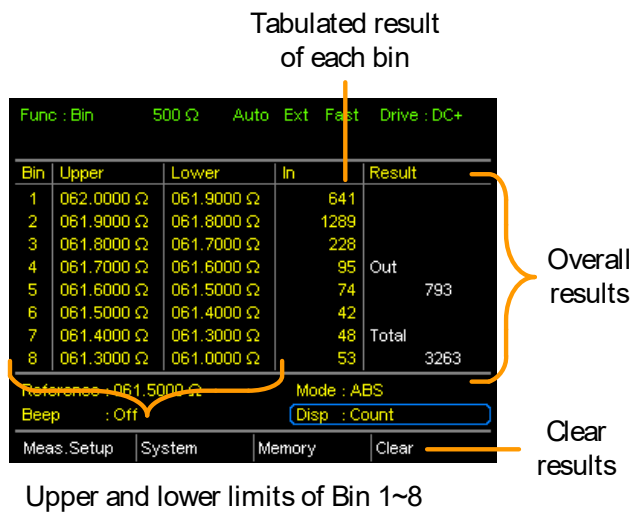 Tabulated result
of each bin
Func : Bin 500 Ω Auto Ext Fast Drive : DC+
Bin Upper Lower In Result
1 062.0000 Ω 061.9000 Ω 641
2 061.9000 Ω 061.8000 Ω 1289
3 061.8000 Ω 061.7000 Ω 228
4 061.7000 Ω 061.6000 Ω 95 Out
5 061.6000 Ω 061.5000 Ω 74 793
6 061.5000 Ω 061.4000 Ω 42
7 061.4000 Ω 061.3000 Ω 48 Total
8 061.3000 Ω 061.0000 Ω 53 3263
Overall
results
Reference : 061.5000 Ω Mode : ABS
Beep : Off Disp : Count
Meas.Setup System Memory Clear
Clear
results
Upper and lower limits of Bin 1~8